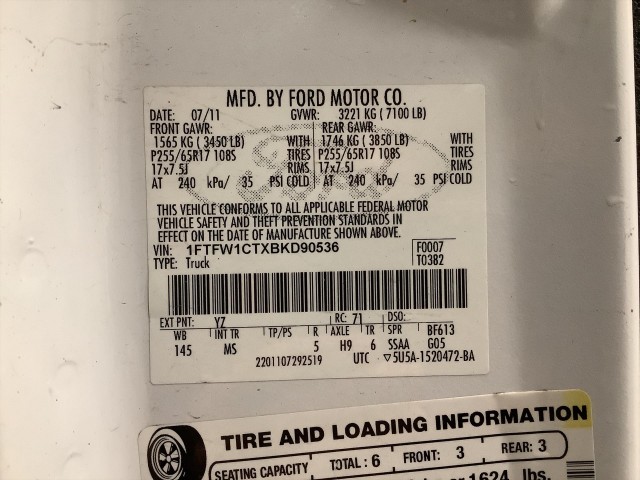 MFD. BY FORD MOTOR CO.
DATE: 07/11 GVWR: 3221 KG ( 7100 LB)
FRONT GAWR: REAR GAWR:
1565 KG ( 3450 LB) WITH 1746 KG ( 3850 LB) WITH
P255/65R17 108S TIRES P255/65R17 108S TIRES
17x7.5J RIMS 17x7.5J RIMS
AT 240 kPa/ 35 PSI COLD AT 240 kPa/ 35 PSI COLD
THIS VEHICLE CONFORMS TO ALL APPLICABLE FEDERAL MOTOR
VEHICLE SAFETY AND THEFT PREVENTION STANDARDS IN
EFFECT ON THE DATE OF MANUFACTURE SHOWN ABOVE.
VIN: 1FTFW1CTXBKD90536 F0007
TYPE: Truck T0382
EXT PNT: YZ RC: 71 DSO:
WB INT TR TP/PS R AXLE TR SPR BF613
145 MS 5 H9 6 SSAA G05
2201107292519 UTC ▽5U5A-1520472-BA
TIRE AND LOADING INFORMATION
SEATING CAPACITY TOTAL : 6 FRONT: 3 REAR: 3
1624 lbs.